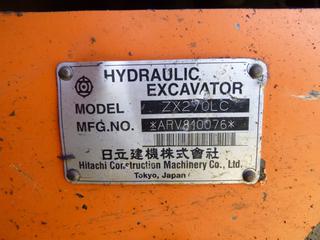 HYDRAULIC
EXCAVATOR
MODEL ZX270LC
MFG.NO. *ARV810076*
日立建機株式會社
Hitachi Construction Machinery Co., Ltd.
Tokyo, Japan